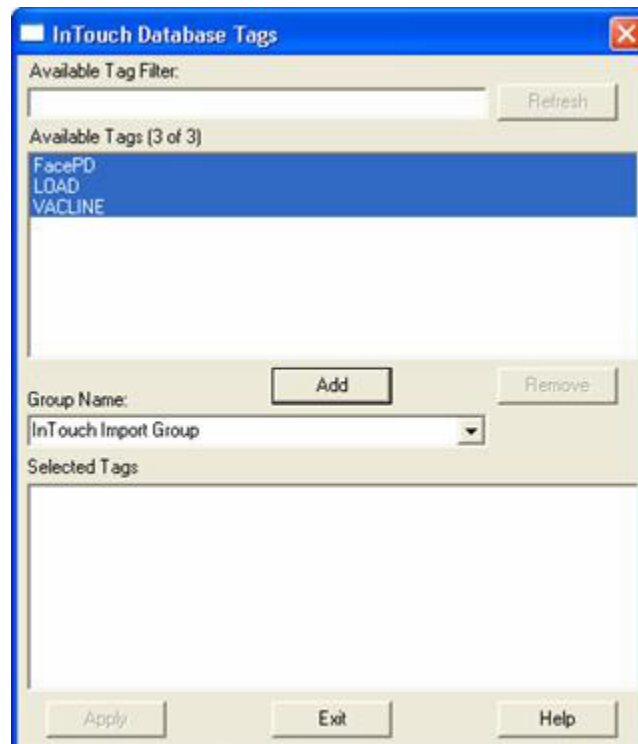 InTouch Database Tags
Available Tag Filter:
Refresh
Available Tags (3 of 3)
FacePD
LOAD
VACLINE
Add
Remove
Group Name:
InTouch Import Group
Selected Tags
Apply
Exit
Help